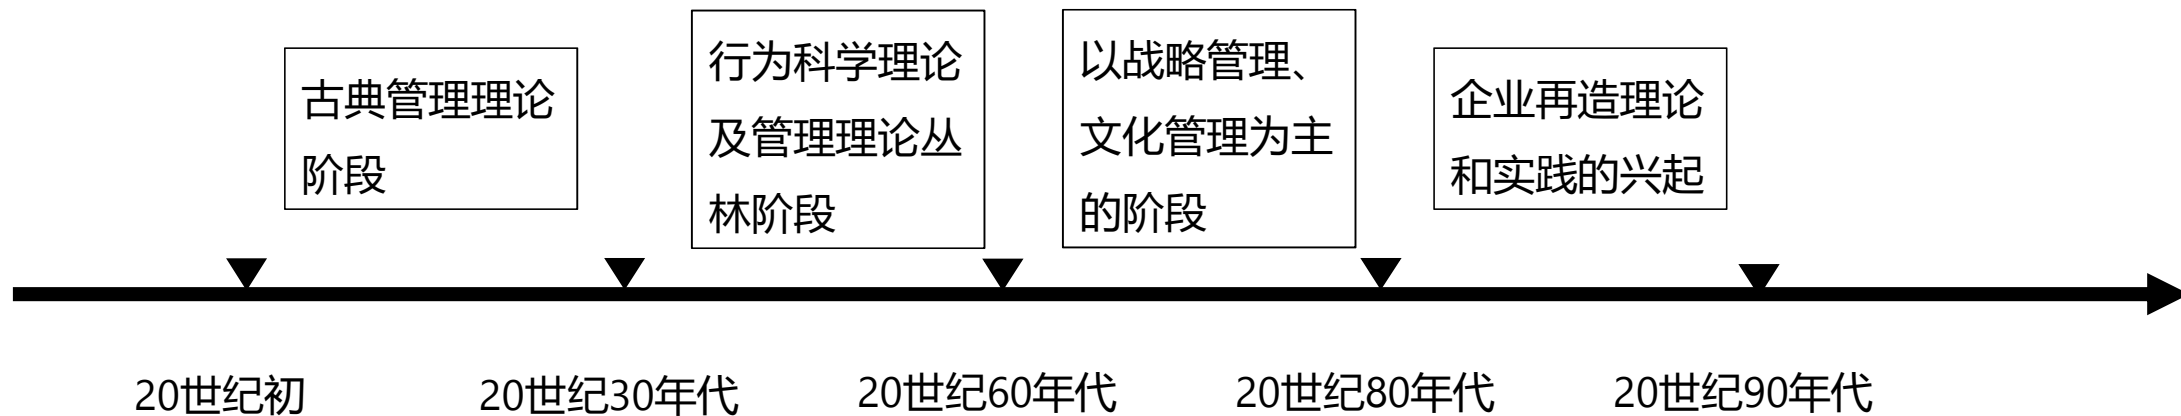 古典管理理论
阶段
行为科学理论
及管理理论丛
林阶段
以战略管理、
文化管理为主
的阶段
企业再造理论
和实践的兴起
20世纪初
20世纪30年代
20世纪60年代
20世纪80年代
20世纪90年代